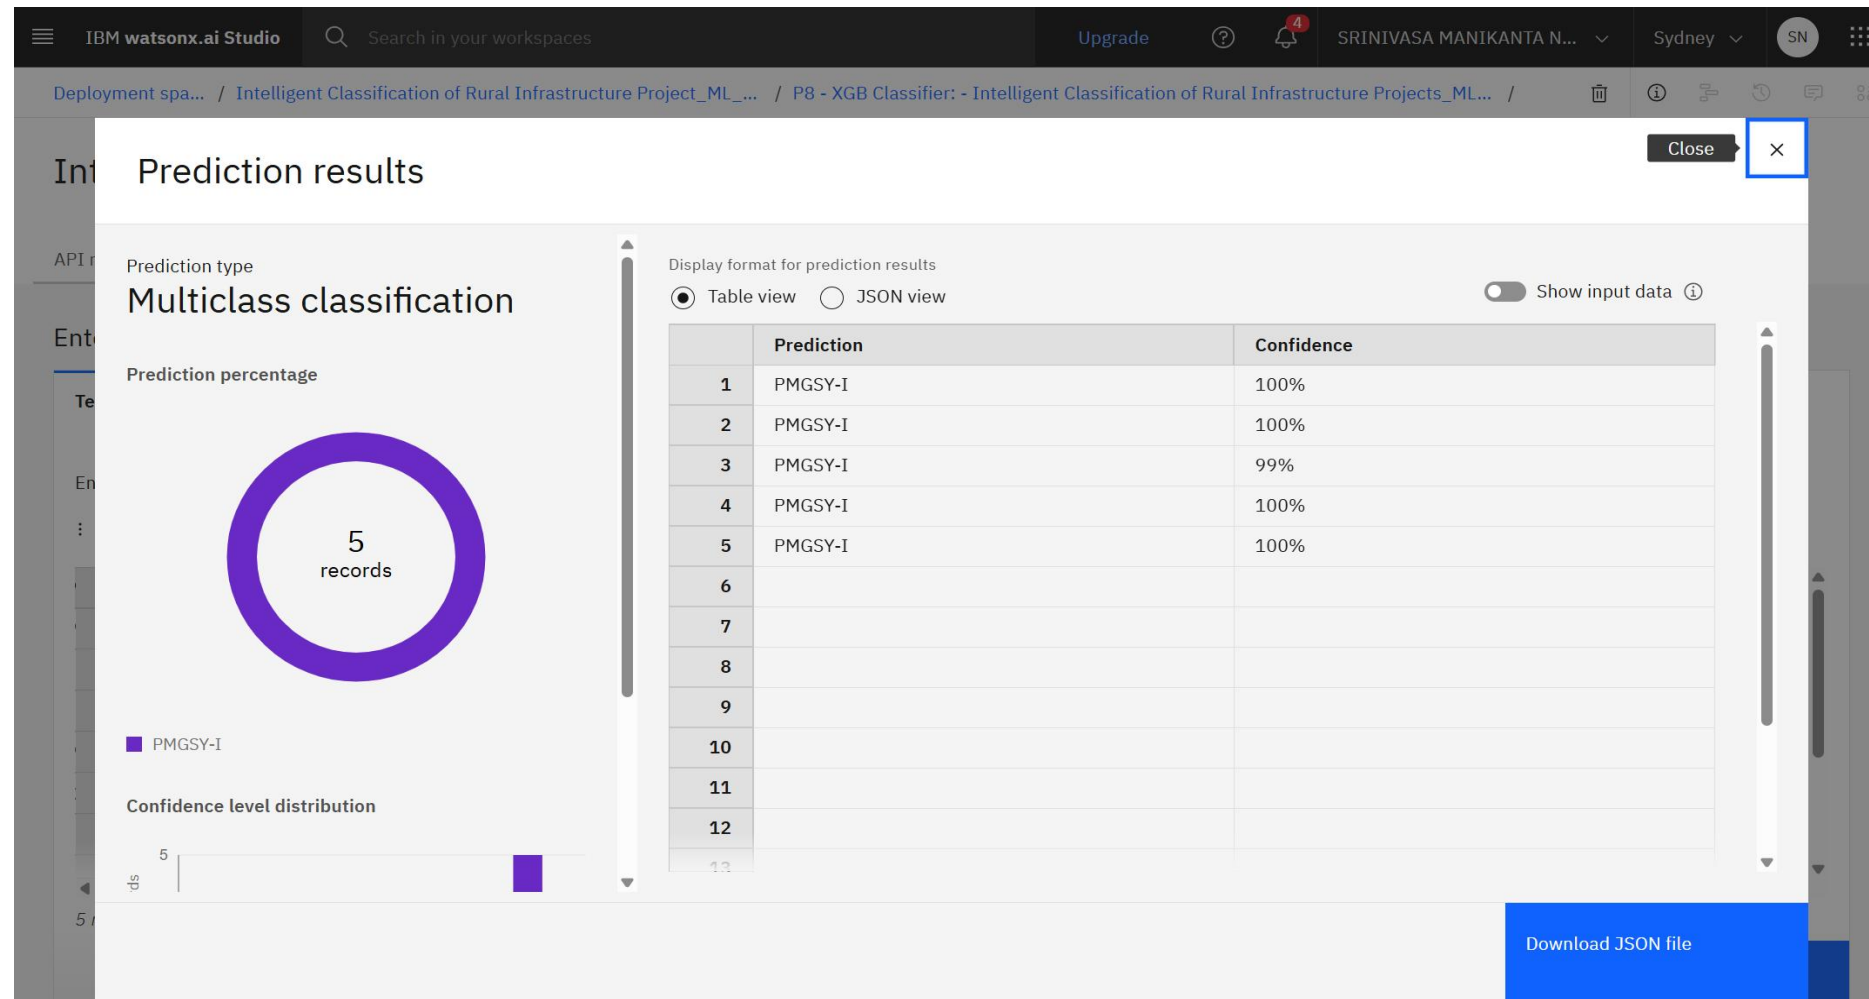 IBM watsonx.ai Studio
Search in your workspaces
Upgrade
4
SRINIVASA MANIKANTA N...
Sydney
SN
Deployment spa... / Intelligent Classification of Rural Infrastructure Project_ML_... / P8 - XGB Classifier: - Intelligent Classification of Rural Infrastructure Projects_ML... /
Int
Prediction results
Close
API r
Prediction type
Multiclass classification
Ente
Prediction percentage
Te
En
5
records
PMGSY-I
Confidence level distribution
5
5 r
Display format for prediction results
Table view
JSON view
Show input data
Prediction Confidence
1 PMGSY-I 100%
2 PMGSY-I 100%
3 PMGSY-I 99%
4 PMGSY-I 100%
5 PMGSY-I 100%
6
7
8
9
10
11
12
13
Download JSON file